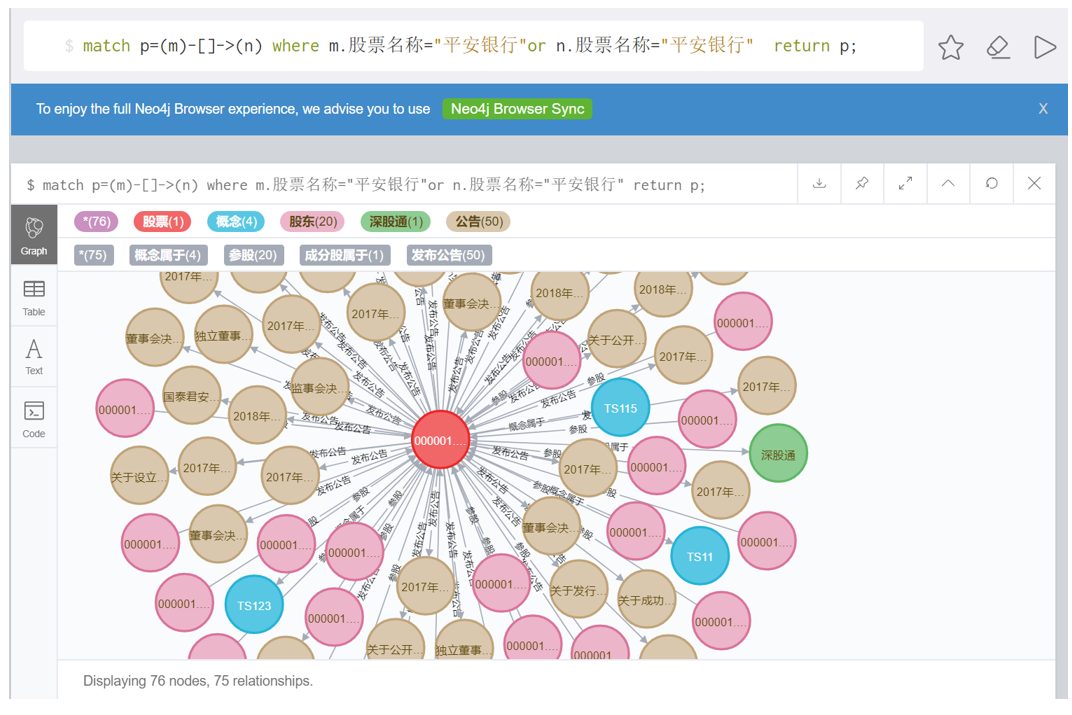 $ match p=(m)-[]->(n) where m.股票名称="平安银行"or n.股票名称="平安银行"  return p;
To enjoy the full Neo4j Browser experience, we advise you to use Neo4j Browser Sync X
$ match p=(m)-[]->(n) where m.股票名称="平安银行"or n.股票名称="平安银行" return p;
*(76) 股票(1) 概念(4) 股东(20) 深股通(1) 公告(50)
*(75) 概念属于(4) 参股(20) 成分股属于(1) 发布公告(50)
Graph
Table
Text
Code
2017年...
董事会决...
2018年...
2018年...
2017年...
2017年...
000001....
董事会决...
独立董事...
关于公开...
2017年...
000001....
监事会决...
2017年...
国泰君安...
000001....
2018年...
TS115
000001....
000001....
深股通
关于设立...
2017年...
2017年...
2017年...
000001....
2017年...
000001....
董事会决...
000001....
000001....
董事会决...
000001....
000001....
TS11
000001....
TS123
000001....
2017年...
000001....
关于发行...
关于成功...
000001....
关于公开...
独立董事...
000001....
000001....
发布公告
参股
概念属于
Displaying 76 nodes, 75 relationships.